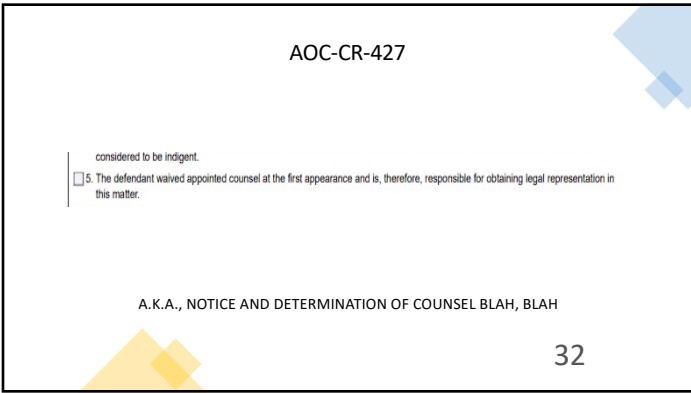 AOC-CR-427
considered to be indigent.
5. The defendant waived appointed counsel at the first appearance and is, therefore, responsible for obtaining legal representation in
this matter.
A.K.A., NOTICE AND DETERMINATION OF COUNSEL BLAH, BLAH
32